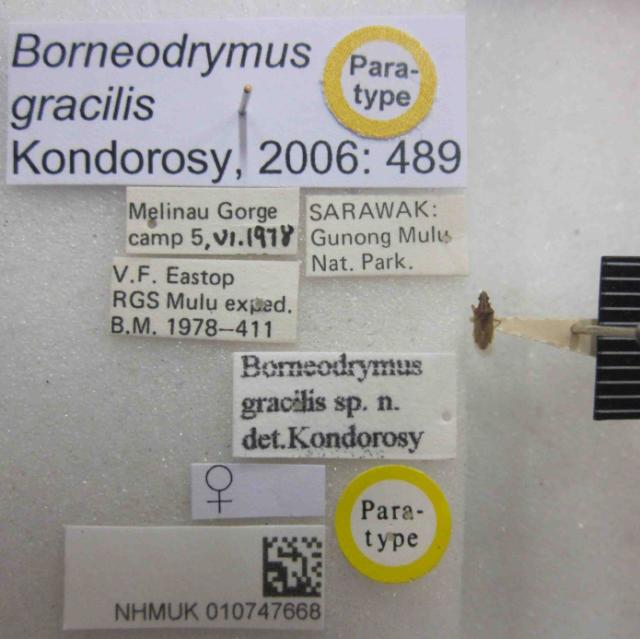 Borneodrymus
gracilis
Kondorosy, 2006: 489
Para-
type
Melinau Gorge
camp 5, VI.1978
SARAWAK:
Gunong Mulu
Nat. Park.
V.F. Eastop
RGS Mulu exped.
B.M. 1978–411
Borneodrymus
gracilis sp. n.
det.Kondorosy
♀
Para-
type
NHMUK 010747668